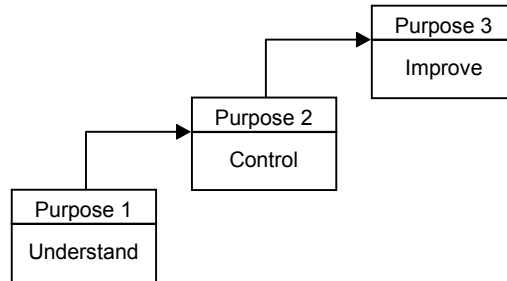 Purpose 3
Improve
Purpose 2
Control
Purpose 1
Understand